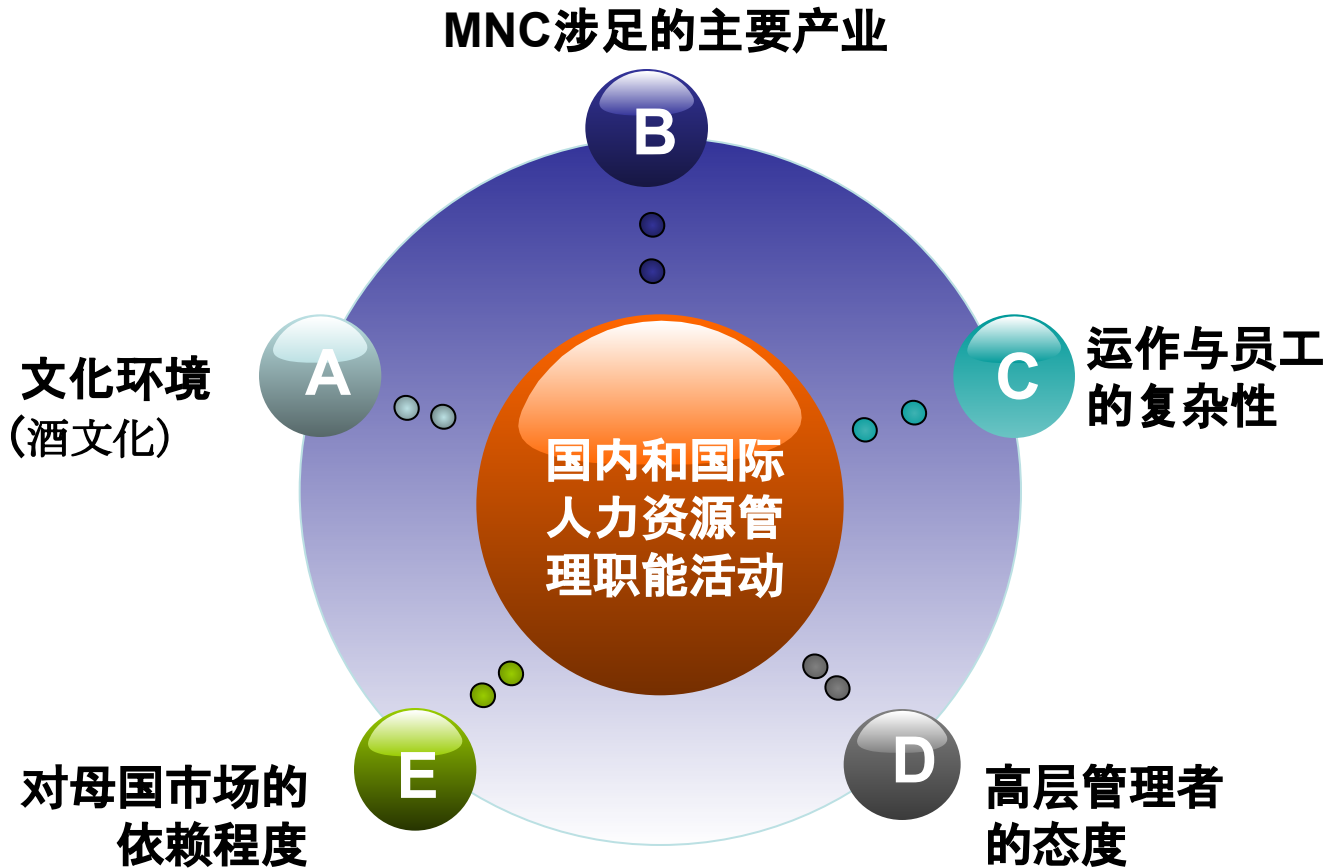 MNC涉足的主要产业
B
A
文化环境
(酒文化)
C
运作与员工
的复杂性
国内和国际
人力资源管
理职能活动
E
对母国市场的
依赖程度
D
高层管理者
的态度